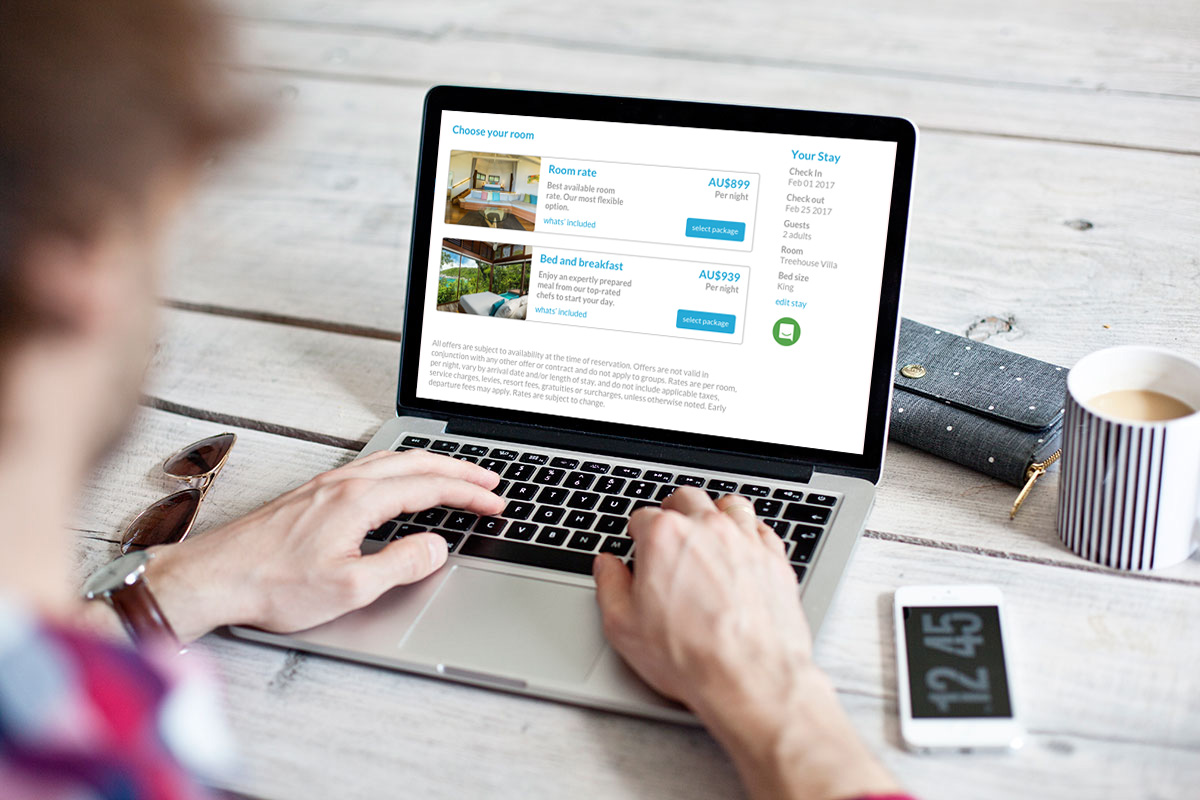 Choose your room
Room rate
Best available room
rate. Our most flexible
option.
whats' included
AU$899
Per night
select package
Bed and breakfast
Enjoy an expertly prepared
meal from our top-rated
chefs to start your day.
whats' included
AU$939
Per night
select package
All offers are subject to availability at the time of reservation. Offers are not valid in
conjunction with any other offer or contract and do not apply to groups. Rates are per room,
per night, vary by arrival date and/or length of stay, and do not include applicable taxes,
service charges, levies, resort fees, gratuities or surcharges, unless otherwise noted. Early
departure fees may apply. Rates are subject to change.
Your Stay
Check In
Feb 01 2017
Check out
Feb 25 2017
Guests
2 adults
Room
Treehouse Villa
Bed size
King
edit stay
12 45